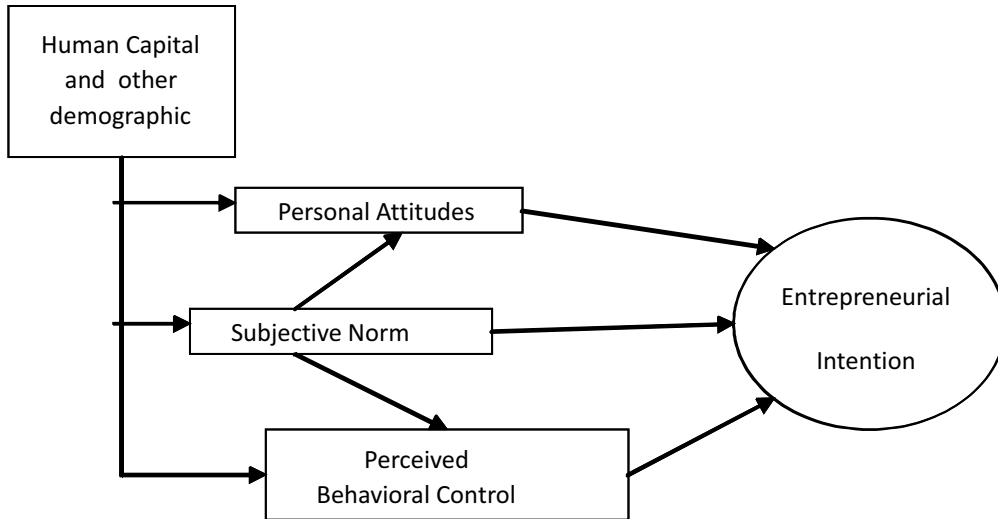 Human Capital
and other
demographic
Personal Attitudes
Subjective Norm
Entrepreneurial
Intention
Perceived
Behavioral Control